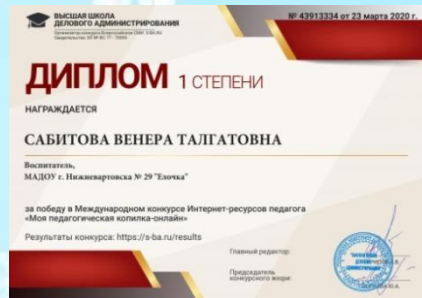 ВЫСШАЯ ШКОЛА
ДЕЛОВОГО АДМИНИСТРИРОВАНИЯ
№ 43913334 от 23 марта 2020 г.
ДИПЛОМ 1 СТЕПЕНИ
НАГРАЖДАЕТСЯ
САБИТОВА ВЕНЕРА ТАЛГАТОВНА
Воспитатель,
МАДОУ г. Нижневартовска № 29 "Елочка"
за победу в Международном конкурсе Интернет-ресурсов педагога
«Моя педагогическая копилка-онлайн»
Результаты конкурса: https://s-ba.ru/results
Главный редактор:
Председатель
конкурсного жюри: